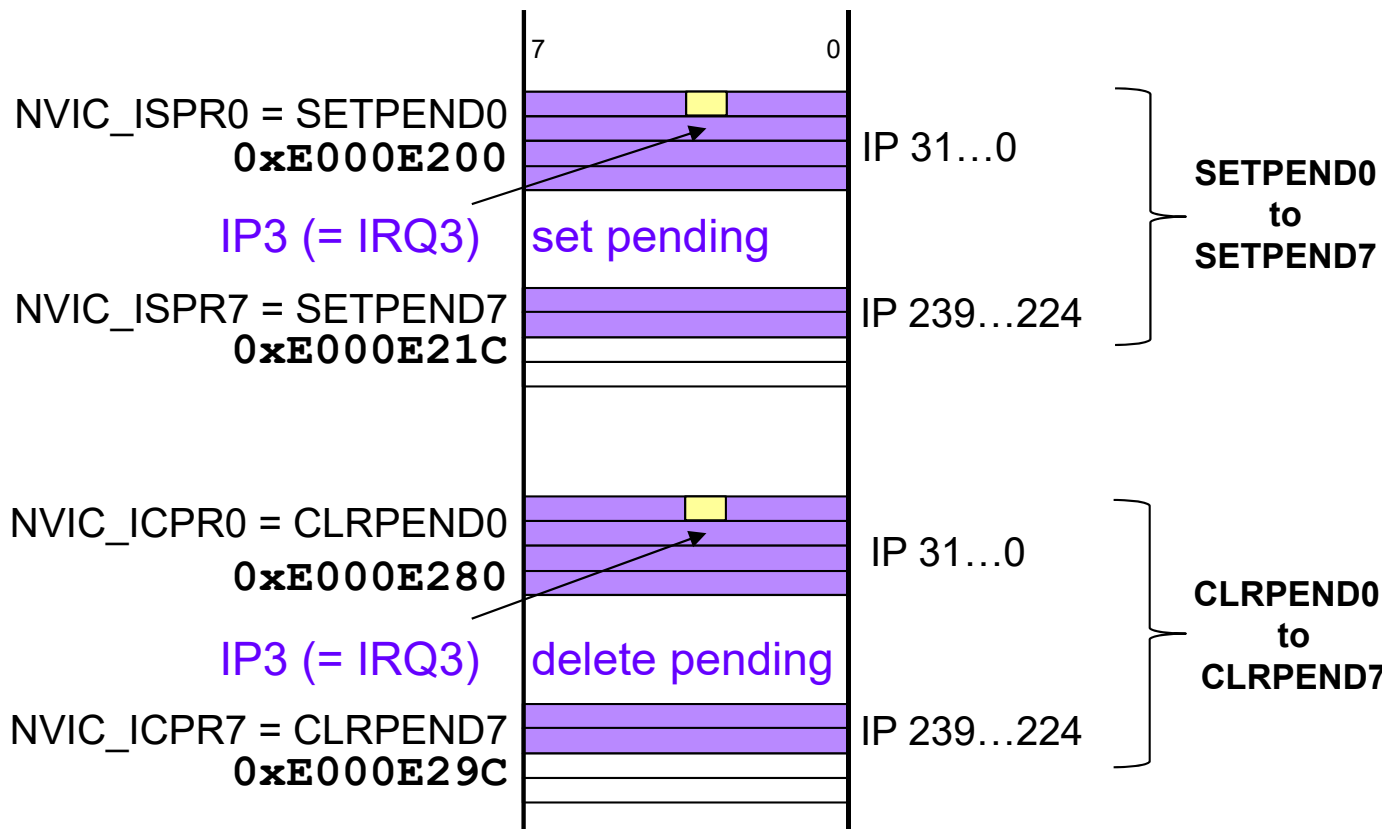 7 0
NVIC_ISPR0 = SETPEND0
0xE000E200
IP 31…0
IP3 (= IRQ3) set pending
SETPEND0
to
SETPEND7
NVIC_ISPR7 = SETPEND7
0xE000E21C
IP 239…224
NVIC_ICPR0 = CLRPEND0
0xE000E280
IP 31…0
IP3 (= IRQ3) delete pending
CLRPEND0
to
CLRPEND7
NVIC_ICPR7 = CLRPEND7
0xE000E29C
IP 239…224